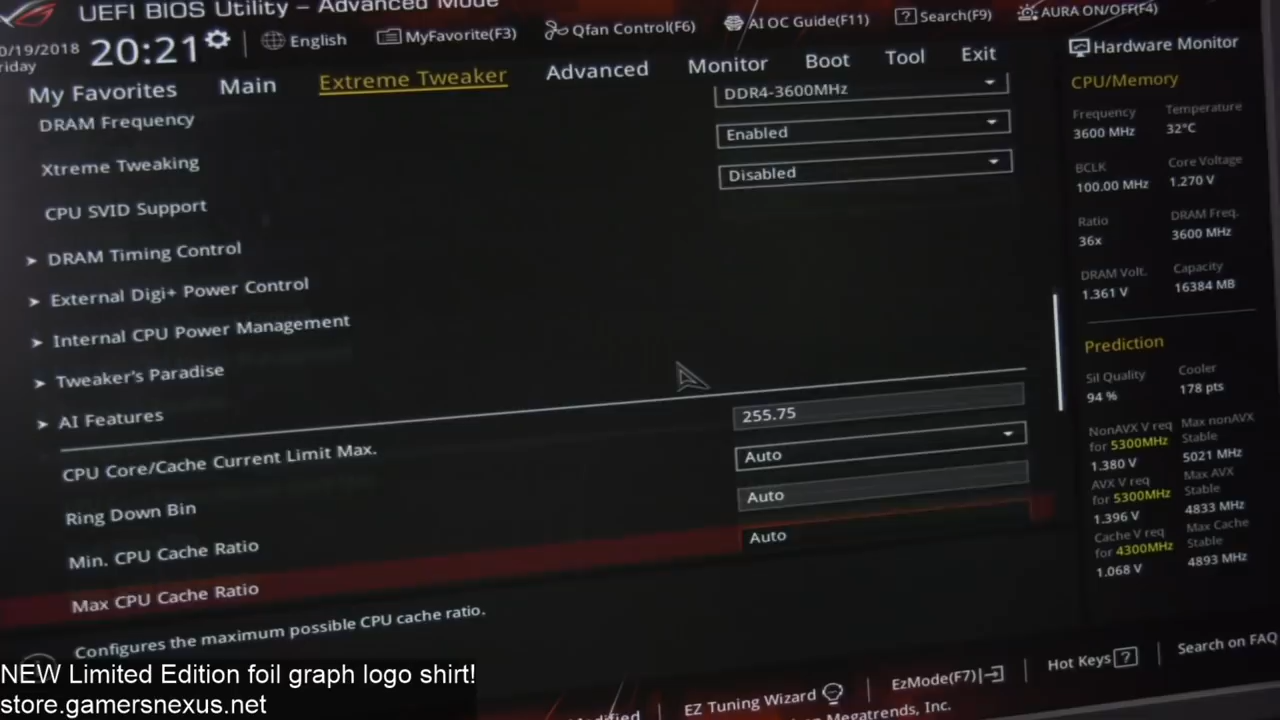 UEFI BIOS Utility – Advanced Mode
0/19/2018
riday
20:21
English
MyFavorite(F3)
Qfan Control(F6)
AI OC Guide(F11)
Search(F9)
AURA ON/OFF(F4)
My Favorites
Main
Extreme Tweaker
Advanced
Monitor
Boot
Tool
Exit
DRAM Frequency
DDR4-3600MHz
Xtreme Tweaking
Enabled
CPU SVID Support
Disabled
DRAM Timing Control
External Digi+ Power Control
Internal CPU Power Management
Tweaker's Paradise
AI Features
CPU Core/Cache Current Limit Max.
255.75
Ring Down Bin
Auto
Min. CPU Cache Ratio
Auto
Max CPU Cache Ratio
Auto
Configures the maximum possible CPU cache ratio.
Hardware Monitor
CPU/Memory
Frequency
Temperature
3600 MHz
32°C
BCLK
Core Voltage
100.00 MHz
1.270 V
Ratio
DRAM Freq.
36x
3600 MHz
DRAM Volt.
Capacity
1.361 V
16384 MB
Prediction
Sil Quality
Cooler
94 %
178 pts
NonAVX V req
Max nonAVX
for 5300MHz
Stable
1.380 V
5021 MHz
AVX V req
Max AVX
for 5300MHz
Stable
1.396 V
4833 MHz
Cache V req
Max Cache
for 4300MHz
Stable
1.068 V
4893 MHz
EZ Tuning Wizard
EzMode(F7)
Hot Keys ?
Search on FAQ
Megatrends, Inc.
NEW Limited Edition foil graph logo shirt!
store.gamersnexus.net